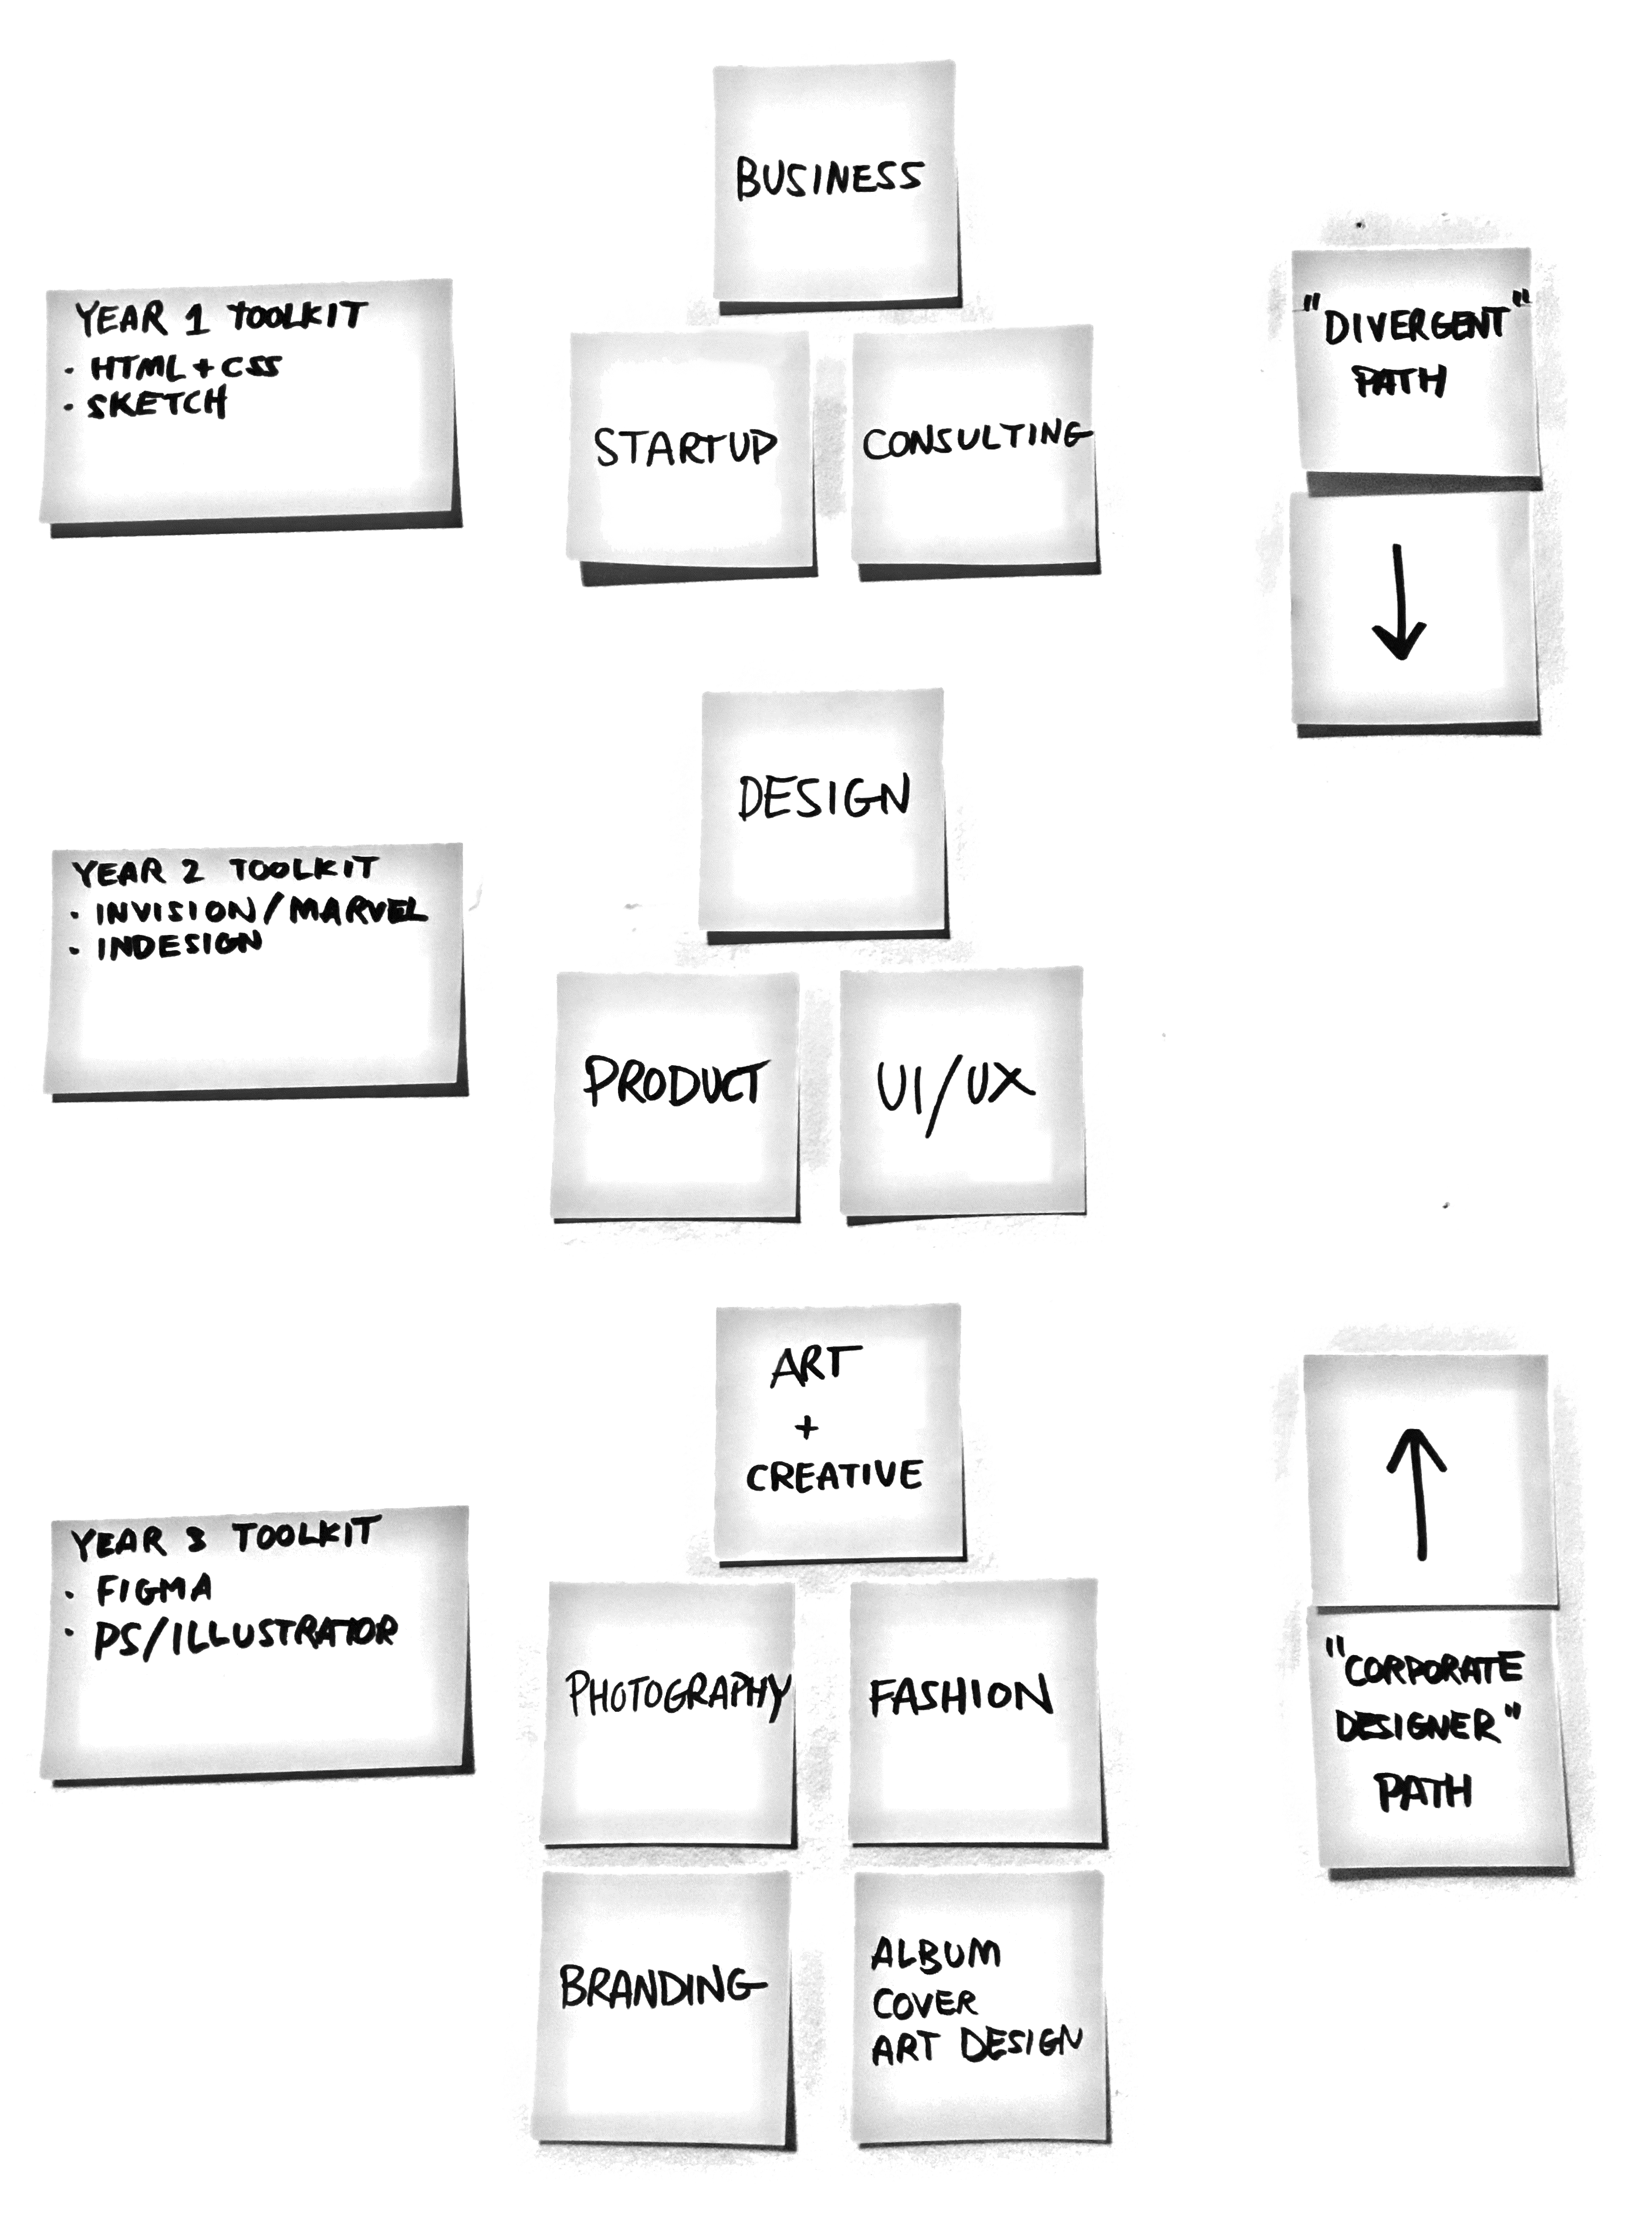 BUSINESS
YEAR 1 TOOLKIT
· HTML + CSS
· SKETCH
STARTUP
CONSULTING
"DIVERGENT"
PATH
↓
DESIGN
YEAR 2 TOOLKIT
· INVISION/MARVEL
· INDESIGN
PRODUCT
UI/UX
ART
+
CREATIVE
YEAR 3 TOOLKIT
· FIGMA
· PS/ILLUSTRATOR
PHOTOGRAPHY
FASHION
BRANDING
ALBUM
COVER
ART DESIGN
↑
"CORPORATE
DESIGNER"
PATH